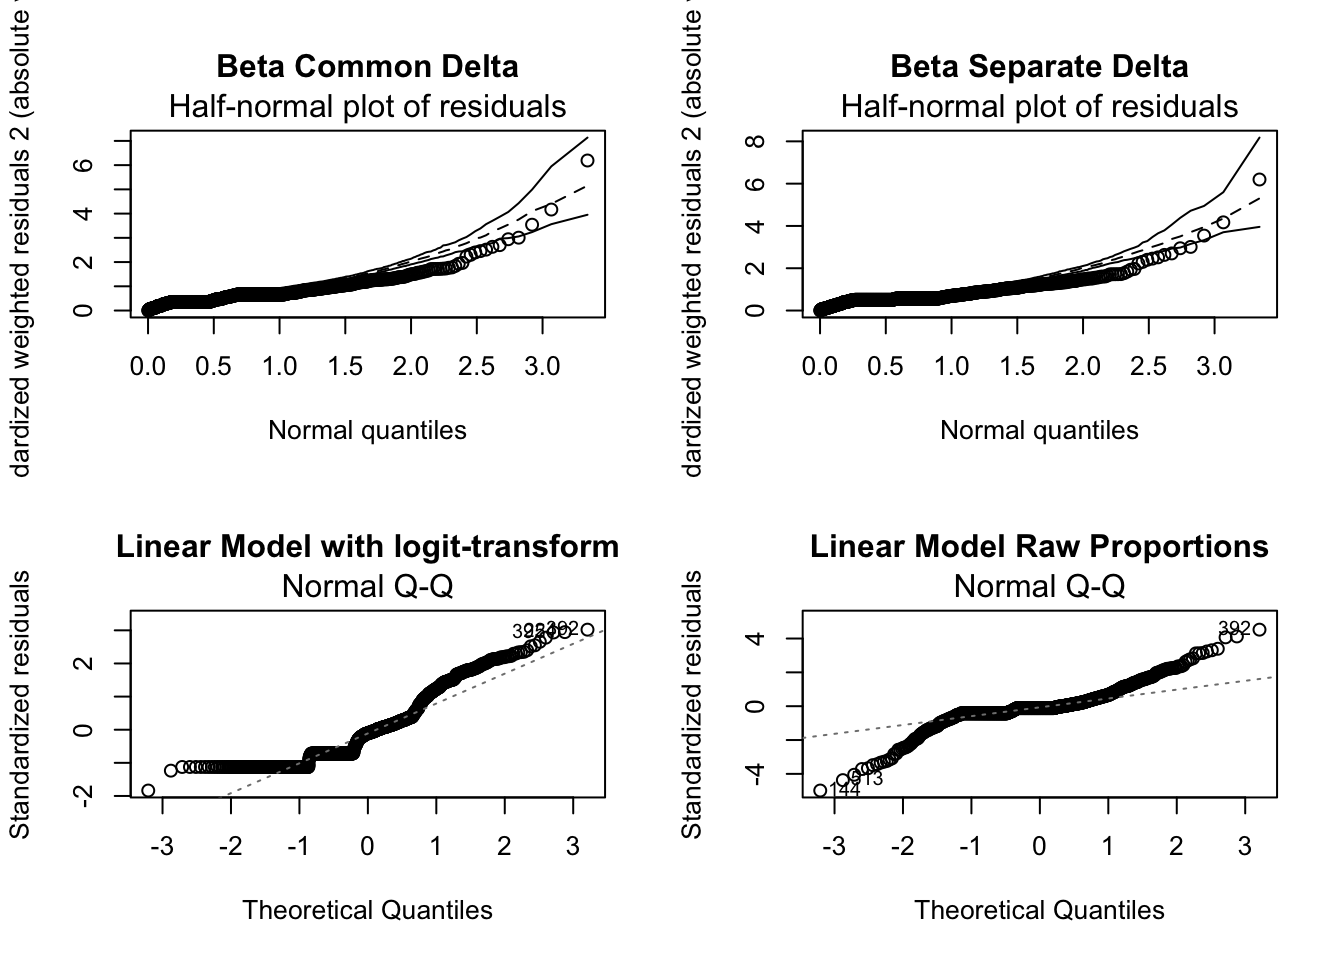 Beta Common Delta
Half-normal plot of residuals
dardized weighted residuals 2 (absolute
0 2 4 6
0.0 0.5 1.0 1.5 2.0 2.5 3.0
Normal quantiles
Beta Separate Delta
Half-normal plot of residuals
dardized weighted residuals 2 (absolute
0 2 4 6 8
0.0 0.5 1.0 1.5 2.0 2.5 3.0
Normal quantiles
Linear Model with logit-transform
Normal Q-Q
Standardized residuals
-2 0 2
-3 -2 -1 0 1 2 3
Theoretical Quantiles
Linear Model Raw Proportions
Normal Q-Q
Standardized residuals
-4 0 4
392
513
144
-3 -2 -1 0 1 2 3
Theoretical Quantiles